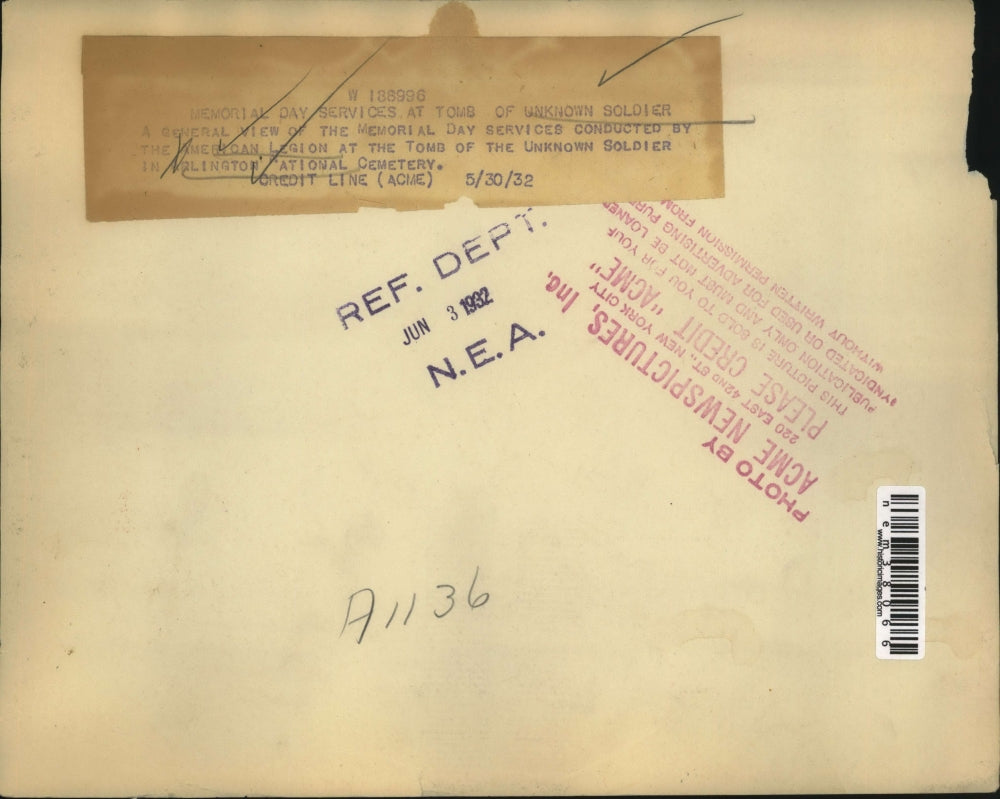 W 186996
MEMORIAL DAY SERVICES AT TOMB OF UNKNOWN SOLDIER
A GENERAL VIEW OF THE MEMORIAL DAY SERVICES CONDUCTED BY
THE AMERICAN LEGION AT THE TOMB OF THE UNKNOWN SOLDIER
IN ARLINGTON NATIONAL CEMETERY.
CREDIT LINE (ACME) 5/30/32
REF. DEPT.
JUN 3 1932
N.E.A.
PHOTO BY
ACME NEWSPICTURES, Inc.
220 EAST 42ND ST., NEW YORK CITY
PLEASE CREDIT "ACME"
THIS PICTURE IS SOLD TO YOU FOR YOUR
PUBLICATION ONLY AND MUST NOT BE LOANED
SYNDICATED OR USED FOR ADVERTISING
WITHOUT WRITTEN PERMISSION FROM
A1136
nem38066
www.historicimages.com